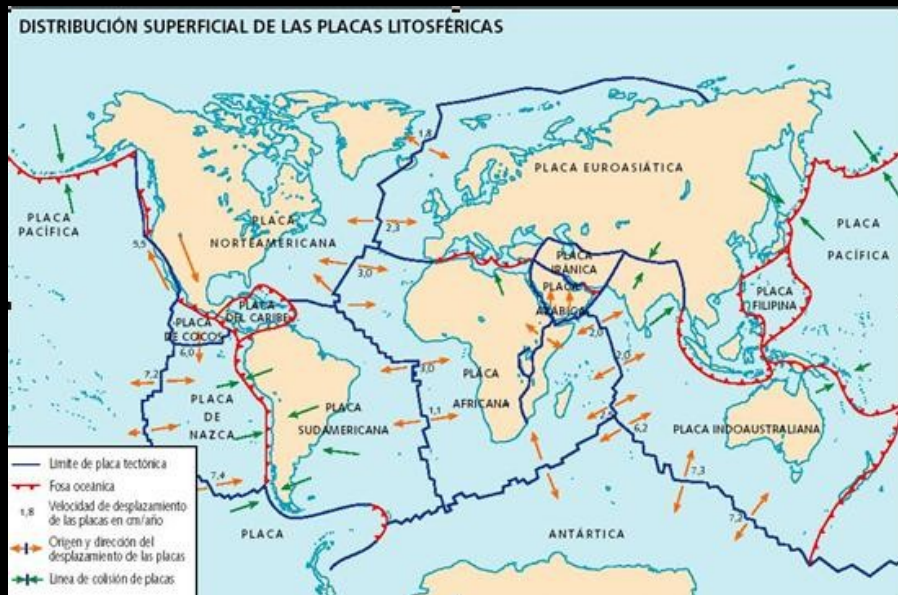 DISTRIBUCIÓN SUPERFICIAL DE LAS PLACAS LITOSFÉRICAS
1,8
PLACA EUROASIÁTICA
PLACA
PACÍFICA
PLACA
NORTEAMERICANA
2,3
5,5
3,0
PLACA
IRÁNICA
PLACA
ARÁBIGA
PLACA
PACÍFICA
PLACA
FILIPINA
PLACA
DEL CARIBE
PLACA
DE COCOS
6,0
2,0
2,0
7,2
3,0
PLACA
DE
NAZCA
PLACA
SUDAMERICANA
1,1
PLACA
AFRICANA
6,2
PLACA INDOAUSTRALIANA
7,4
7,3
7,2
PLACA
ANTÁRTICA
Límite de placa tectónica
Fosa oceánica
1,8
Velocidad de desplazamiento
de las placas en cm/año
Origen y dirección del
desplazamiento de las placas
Línea de colisión de placas